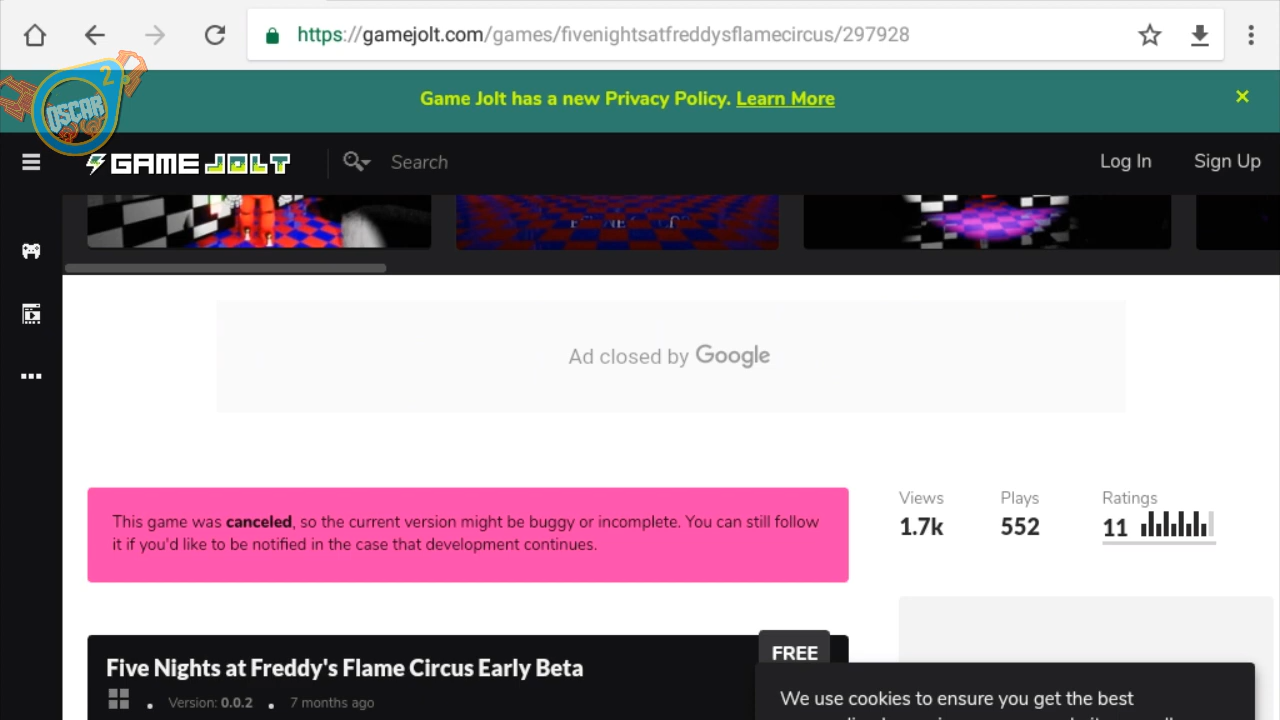 https://gamejolt.com/games/fivenightsatfreddysflamecircus/297928
Game Jolt has a new Privacy Policy. Learn More
OSCAR 2
GAME JOLT
Search
Log In
Sign Up
Ad closed by Google
This game was canceled, so the current version might be buggy or incomplete. You can still follow
it if you'd like to be notified in the case that development continues.
Views
1.7k
Plays
552
Ratings
11
Five Nights at Freddy's Flame Circus Early Beta
FREE
Version: 0.0.2
7 months ago
We use cookies to ensure you get the best